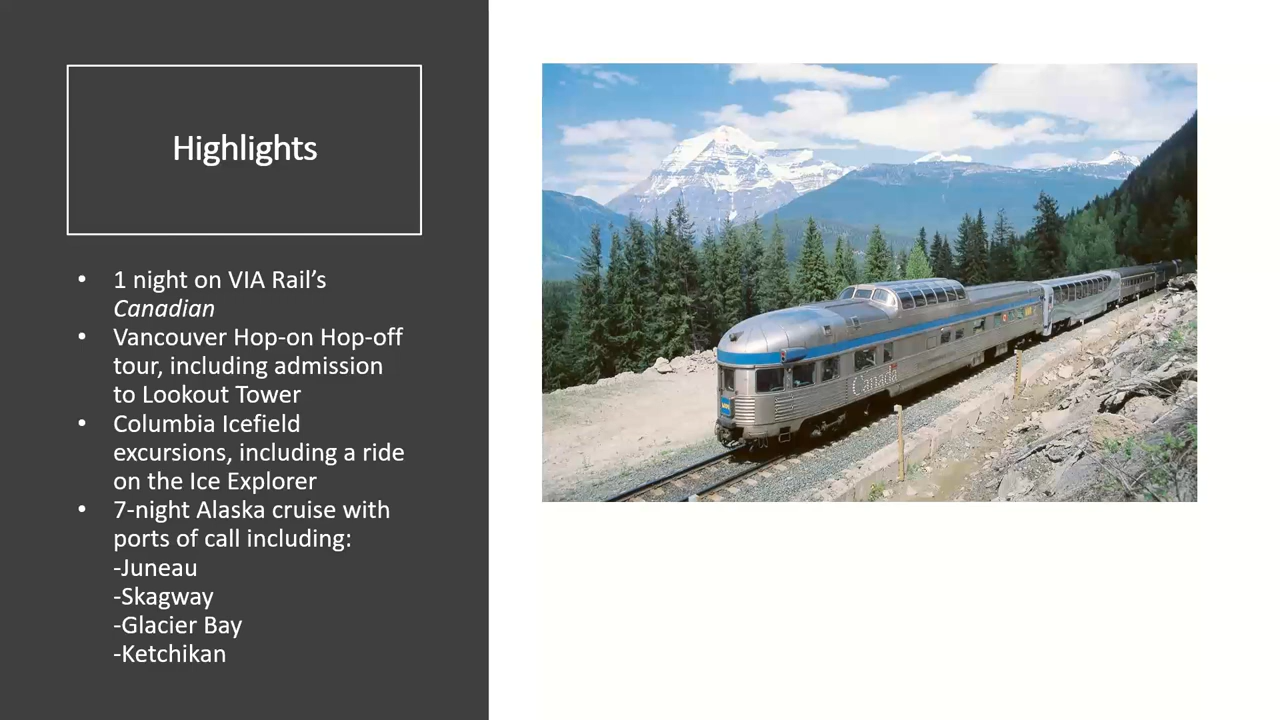 Highlights
• 1 night on VIA Rail’s
Canadian
• Vancouver Hop-on Hop-off
tour, including admission
to Lookout Tower
• Columbia Icefield
excursions, including a ride
on the Ice Explorer
• 7-night Alaska cruise with
ports of call including:
-Juneau
-Skagway
-Glacier Bay
-Ketchikan
Canada